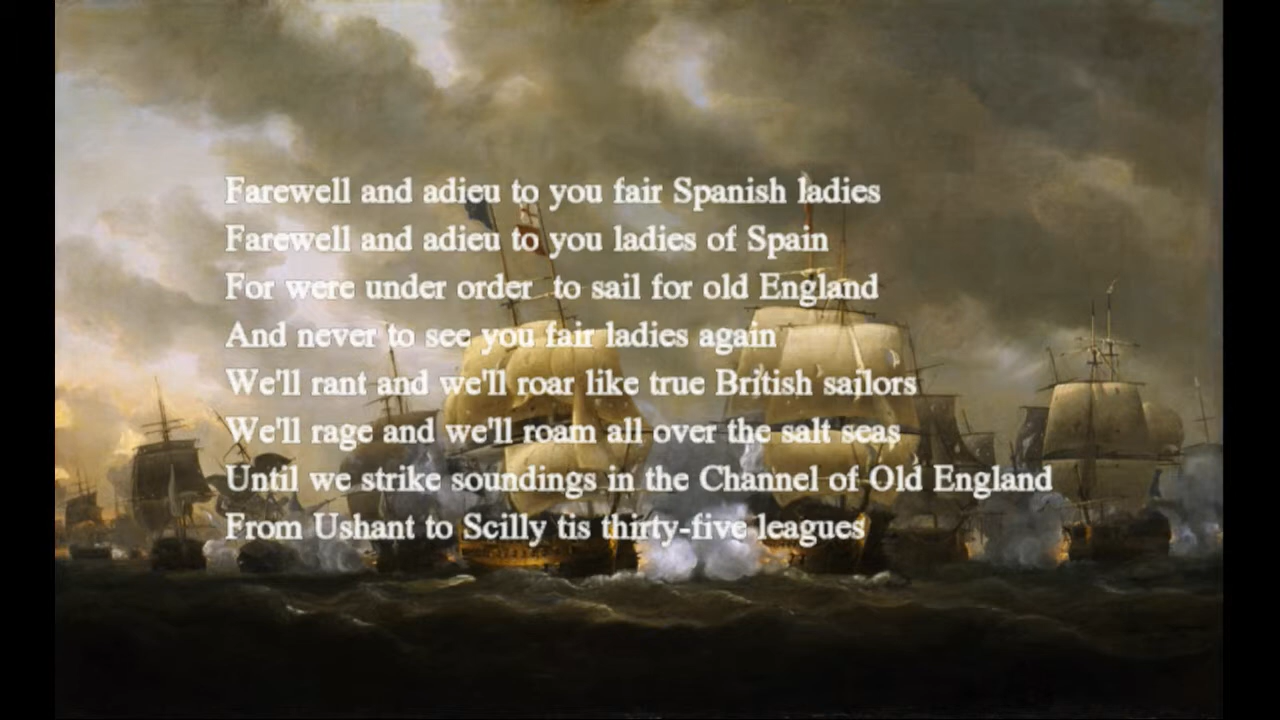 Farewell and adieu to you fair Spanish ladies
Farewell and adieu to you ladies of Spain
For were under order  to sail for old England
And never to see you fair ladies again
We'll rant and we'll roar like true British sailors
We'll rage and we'll roam all over the salt seas
Until we strike soundings in the Channel of Old England
From Ushant to Scilly tis thirty-five leagues